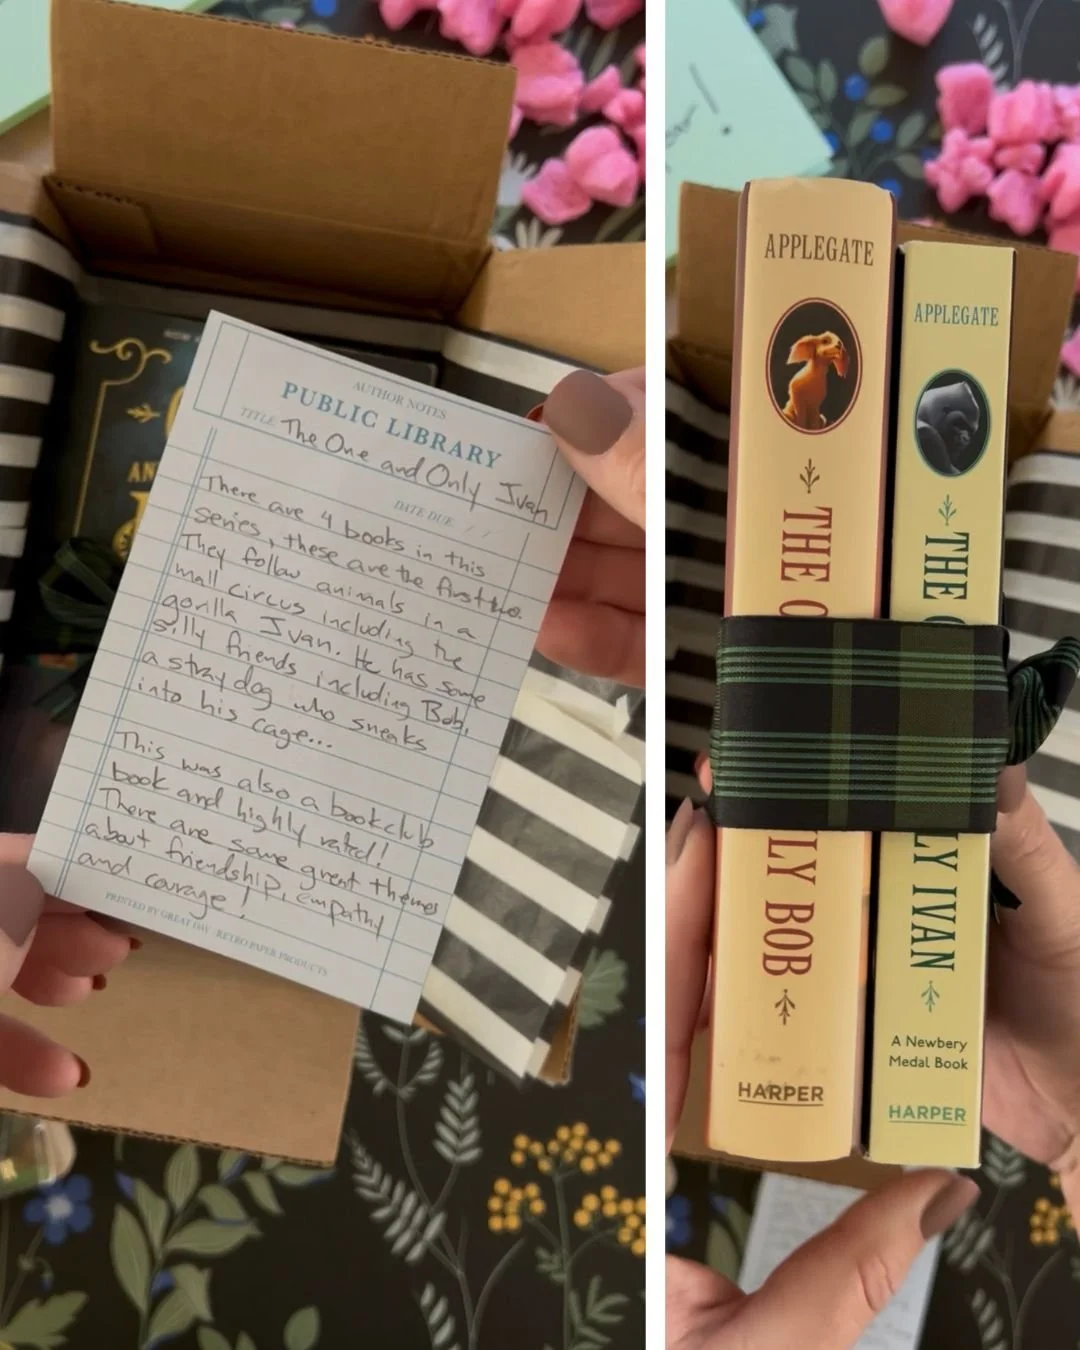 AUTHOR NOTES
PUBLIC LIBRARY
TITLE The One and Only Ivan
DATE DUE / /
There are 4 books in this
series, these are the first two.
They follow animals in a
mall circus including the
gorilla Ivan. He has some
silly friends including Bob,
a stray dog who sneaks
into his cage...
This was also a bookclub
book and highly rated!
There are some great themes
about friendship, empathy
and courage!
PRINTED BY GREAT DAY RETRO PAPER PRODUCTS
AN
APPLEGATE
THE O
LY BOB
HARPER
APPLEGATE
THE
LY IVAN
A Newbery
Medal Book
HARPER